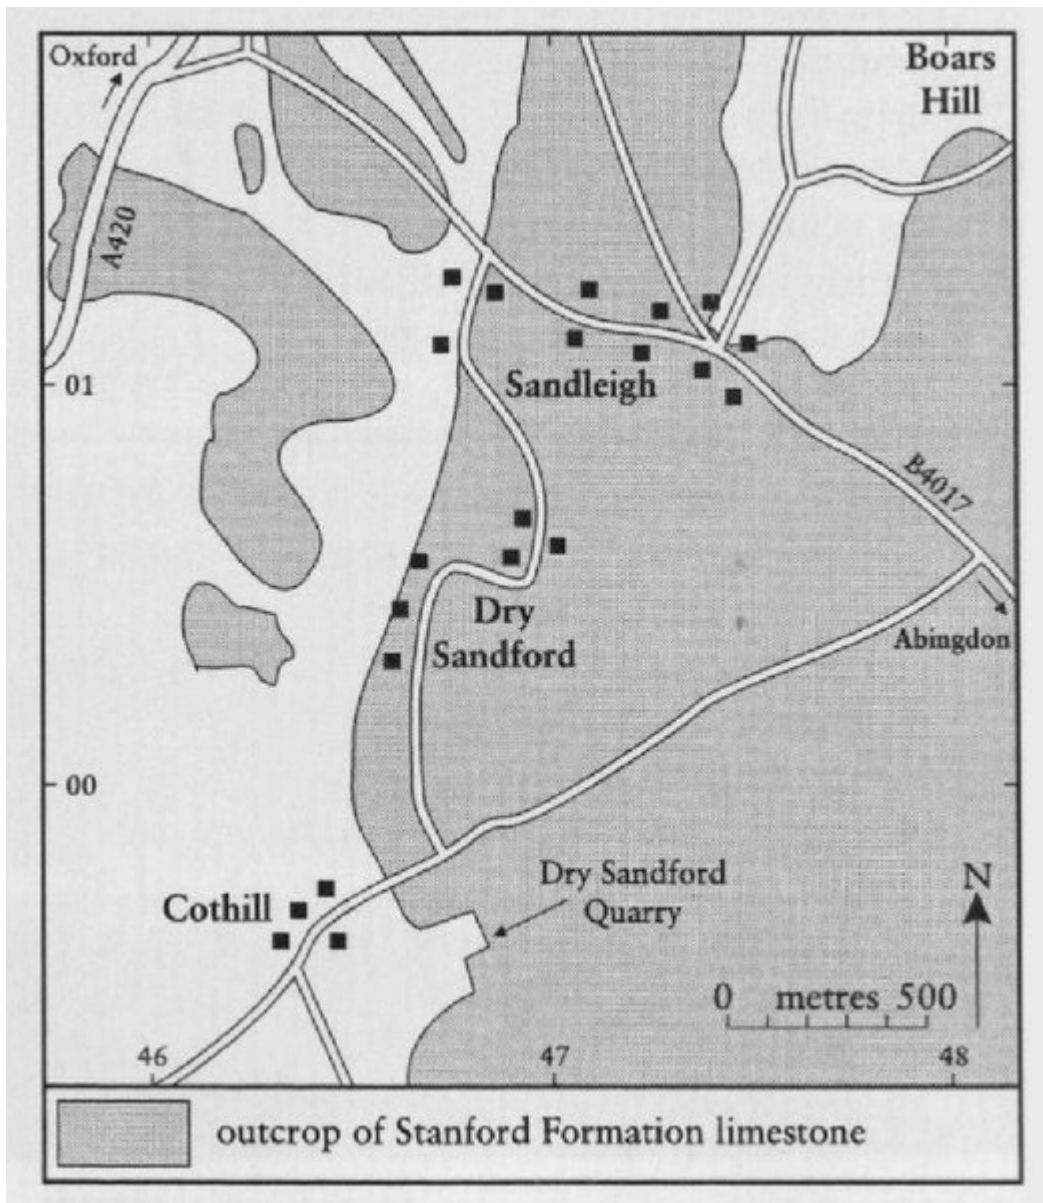 Oxford
Boars
Hill
A420
01
Sandleigh
B4017
Dry
Sandford
Abingdon
00
Cothill
Dry Sandford
Quarry
N
0 metres 500
46
47
48
outcrop of Stanford Formation limestone